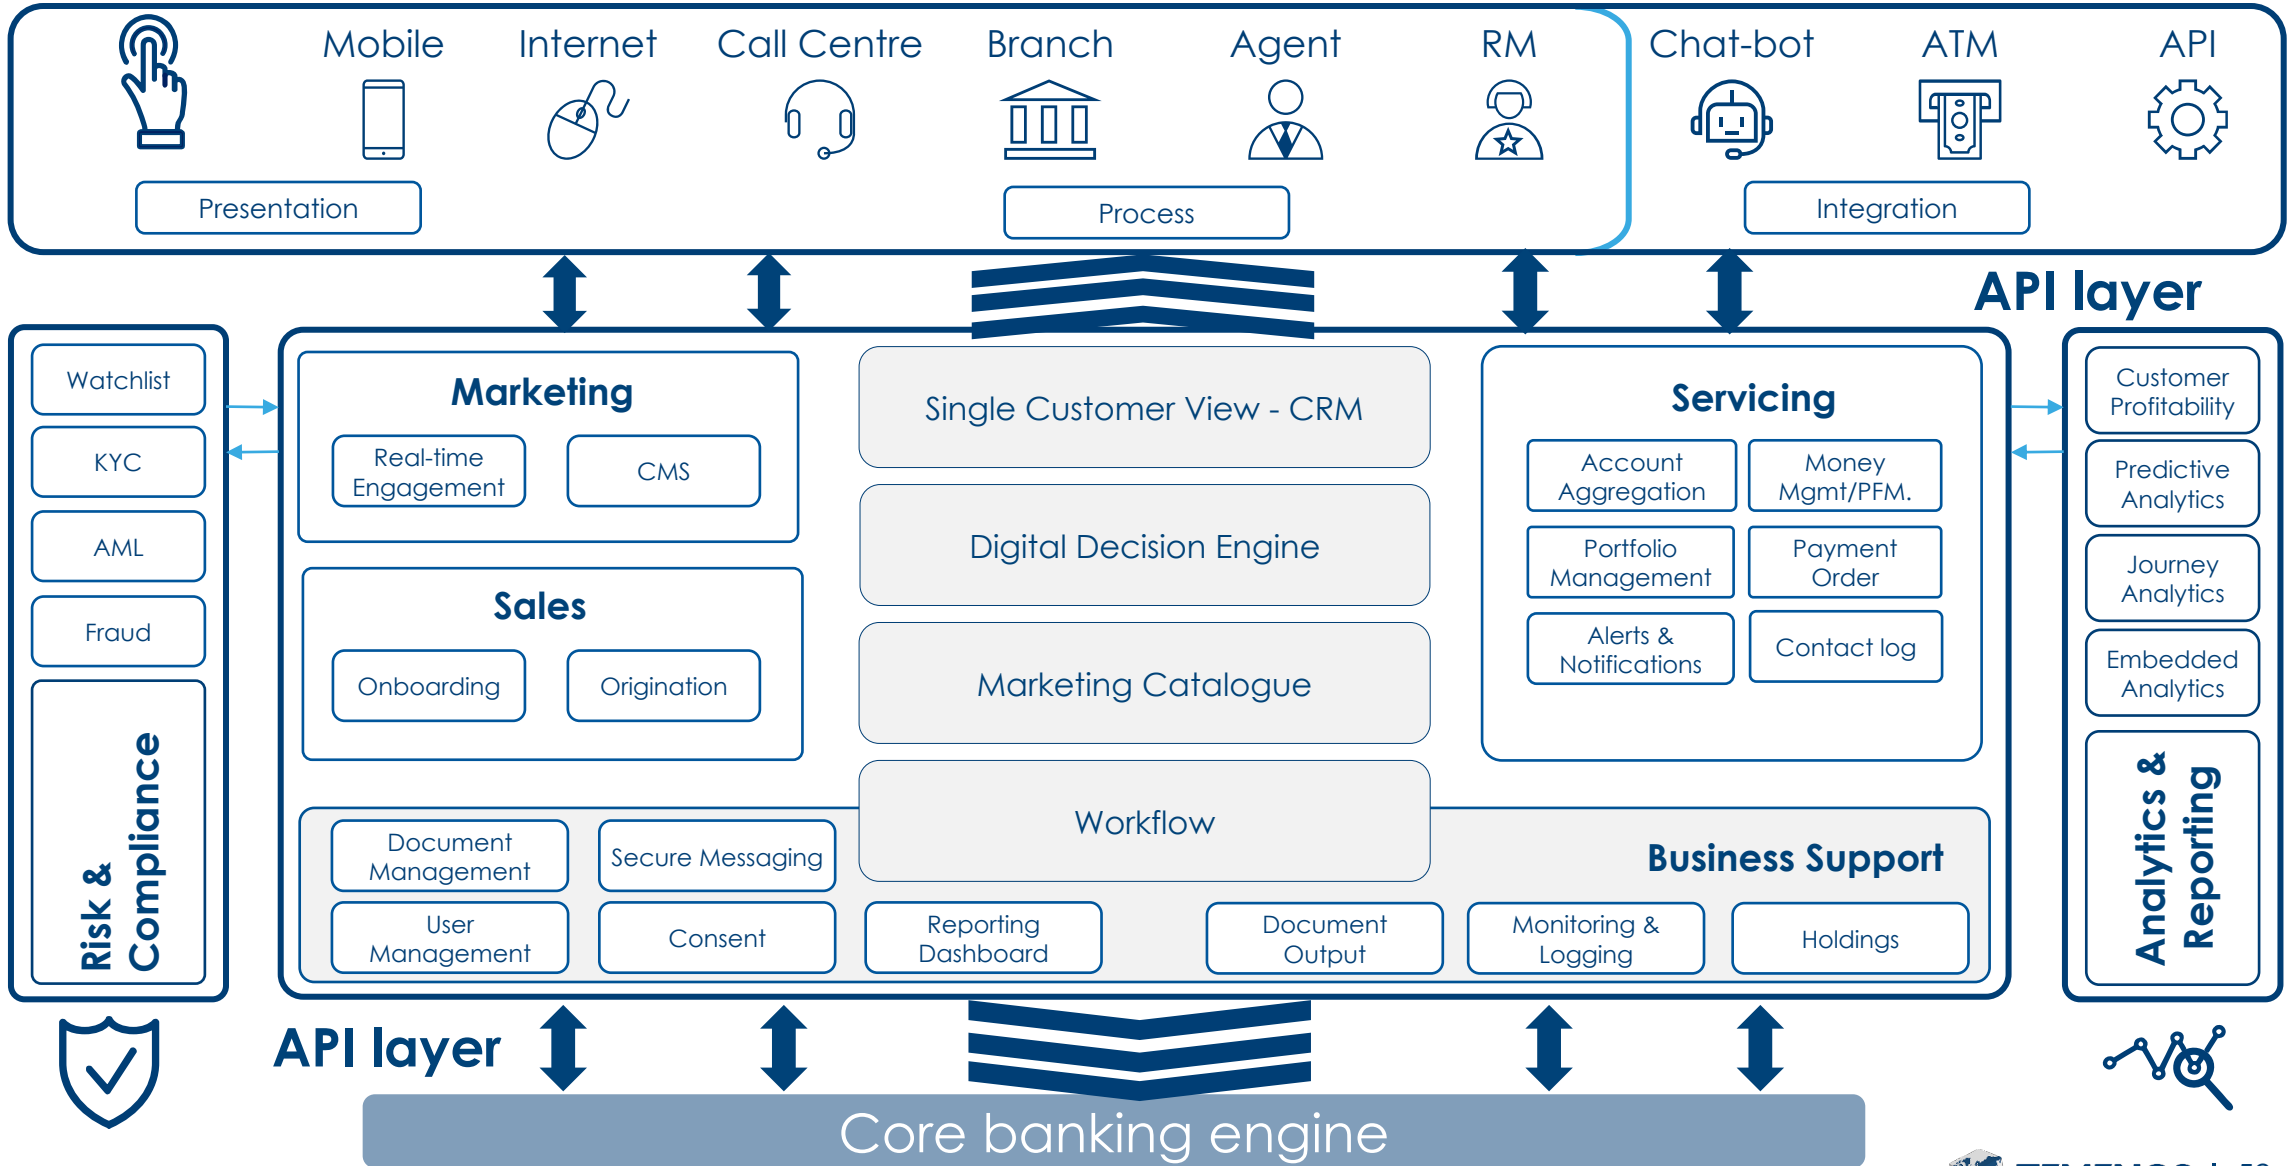 Mobile
Internet
Call Centre
Branch
Agent
RM
Chat-bot
ATM
API
Presentation
Process
Integration
API layer
Watchlist
KYC
AML
Fraud
Risk &
Compliance
Marketing
Real-time
Engagement
CMS
Sales
Onboarding
Origination
Single Customer View - CRM
Digital Decision Engine
Marketing Catalogue
Workflow
Servicing
Account
Aggregation
Money
Mgmt/PFM.
Portfolio
Management
Payment
Order
Alerts &
Notifications
Contact log
Business Support
Document
Management
Secure Messaging
User
Management
Consent
Reporting
Dashboard
Document
Output
Monitoring &
Logging
Holdings
Customer
Profitability
Predictive
Analytics
Journey
Analytics
Embedded
Analytics
Analytics &
Reporting
API layer
Core banking engine